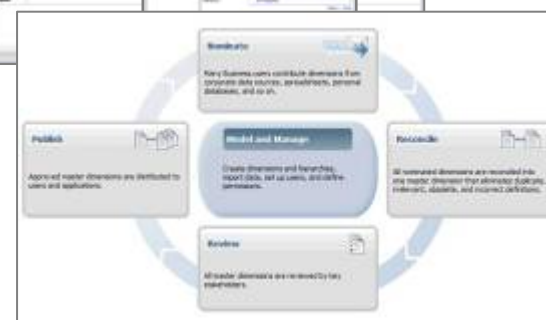 Nominate
Many Business users contribute dimensions from
corporate data sources, spreadsheets, personal
databases, and so on.
Publish
Approved master dimensions are distributed to
users and applications.
Model and Manage
Create dimensions and hierarchies,
import data, set up users, and define
permissions.
Reconcile
All nominated dimensions are reconciled into
one master dimension that eliminates duplicate,
irrelevant, obsolete, and incorrect definitions.
Review
All master dimensions are reviewed by key
stakeholders.